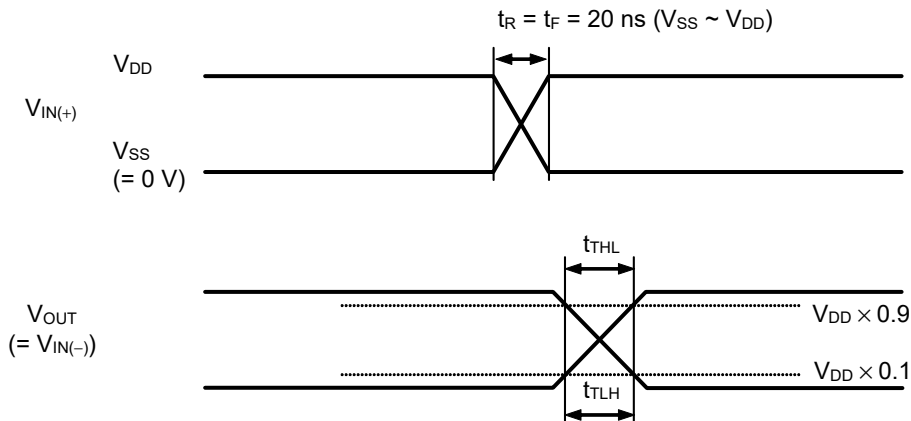 tR = tF = 20 ns (VSS ~ VDD)
VDD
VIN(+)
VSS
(= 0 V)
tTHL
VOUT
(= VIN(−))
VDD × 0.9
VDD × 0.1
tTLH